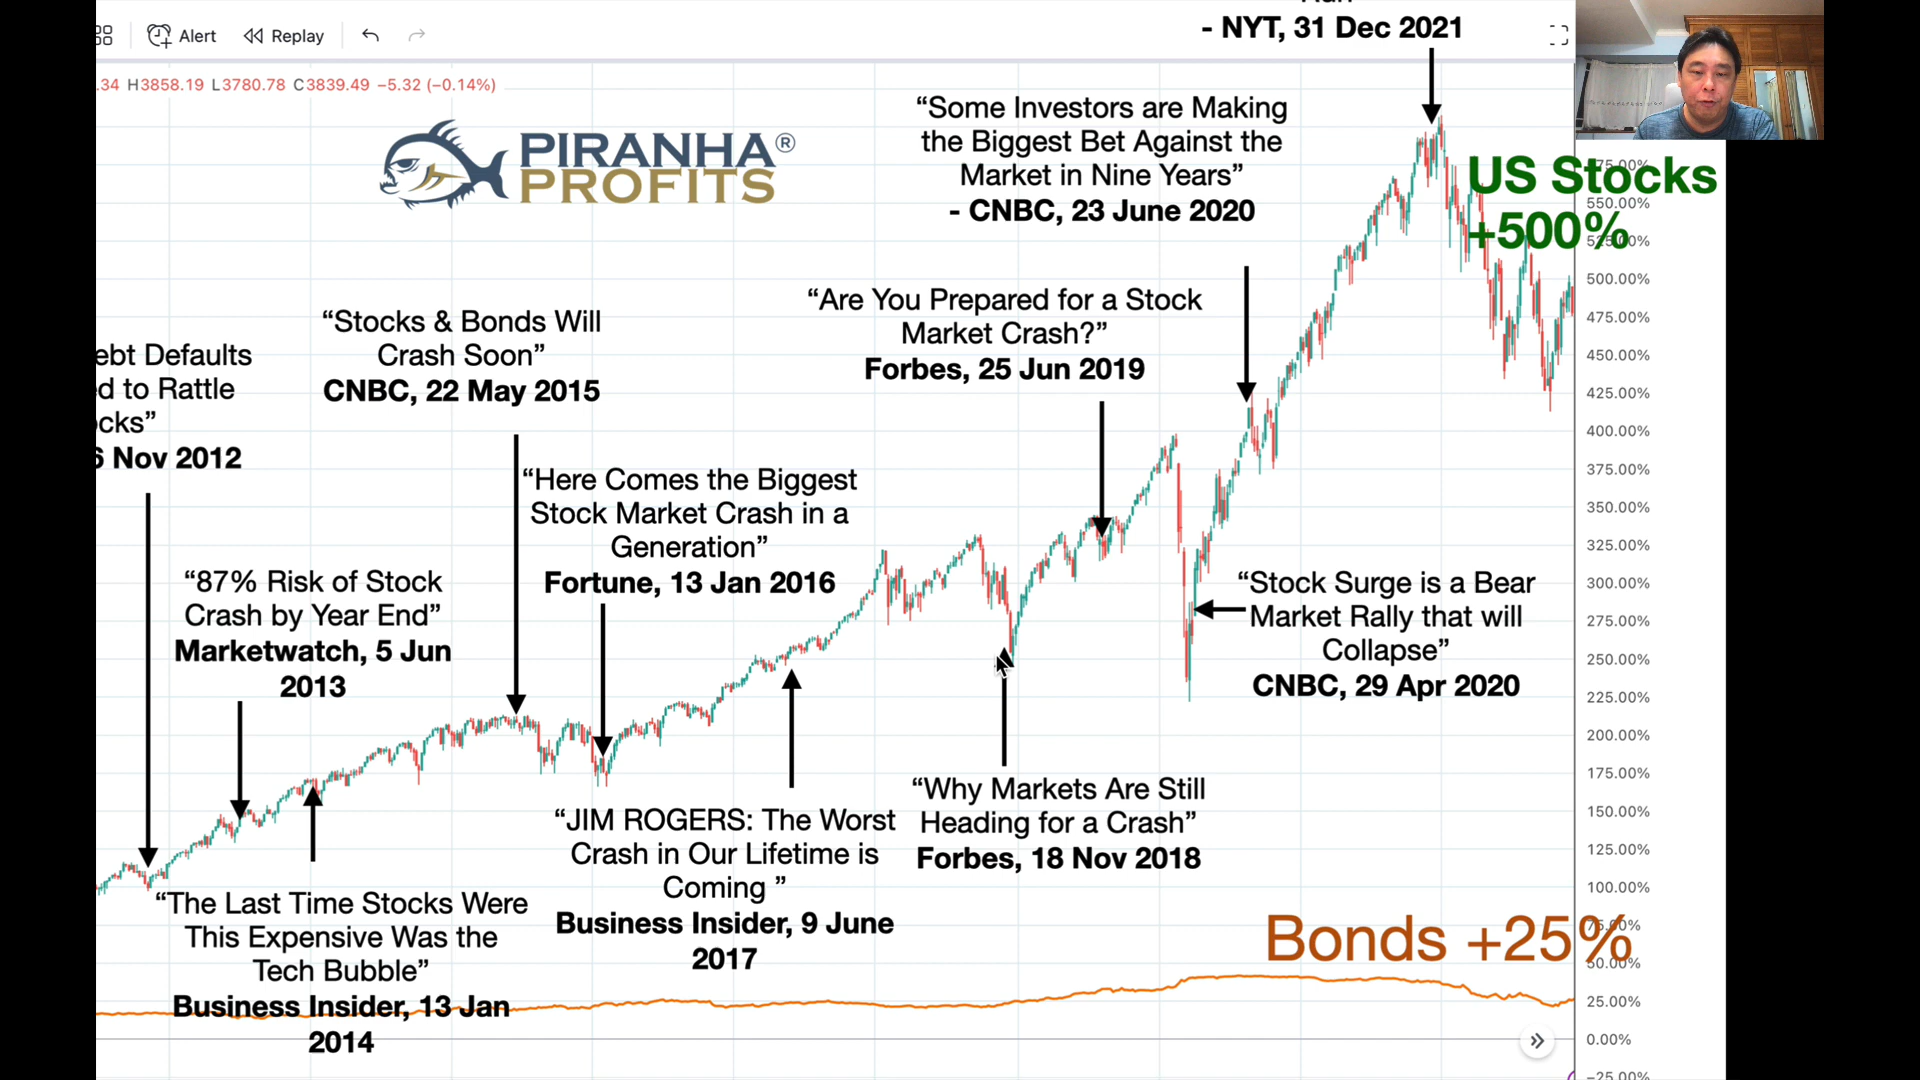 - NYT, 31 Dec 2021
Alert
Replay
.34 H3858.19 L3780.78 C3839.49 −5.32 (−0.14%)
PIRANHA®
PROFITS
“Some Investors are Making
the Biggest Bet Against the
Market in Nine Years”
- CNBC, 23 June 2020
US Stocks
+500%
“Are You Prepared for a Stock
Market Crash?”
Forbes, 25 Jun 2019
“Stocks & Bonds Will
Crash Soon”
CNBC, 22 May 2015
ebt Defaults
ed to Rattle
ocks”
6 Nov 2012
“Here Comes the Biggest
Stock Market Crash in a
Generation”
Fortune, 13 Jan 2016
“87% Risk of Stock
Crash by Year End”
Marketwatch, 5 Jun
2013
“Stock Surge is a Bear
Market Rally that will
Collapse”
CNBC, 29 Apr 2020
“Why Markets Are Still
Heading for a Crash”
Forbes, 18 Nov 2018
“JIM ROGERS: The Worst
Crash in Our Lifetime is
Coming ”
Business Insider, 9 June
2017
“The Last Time Stocks Were
This Expensive Was the
Tech Bubble”
Business Insider, 13 Jan
2014
Bonds +25%
575.00%
550.00%
525.00%
500.00%
475.00%
450.00%
425.00%
400.00%
375.00%
350.00%
325.00%
300.00%
275.00%
250.00%
225.00%
200.00%
175.00%
150.00%
125.00%
100.00%
75.00%
50.00%
25.00%
0.00%
−25.00%